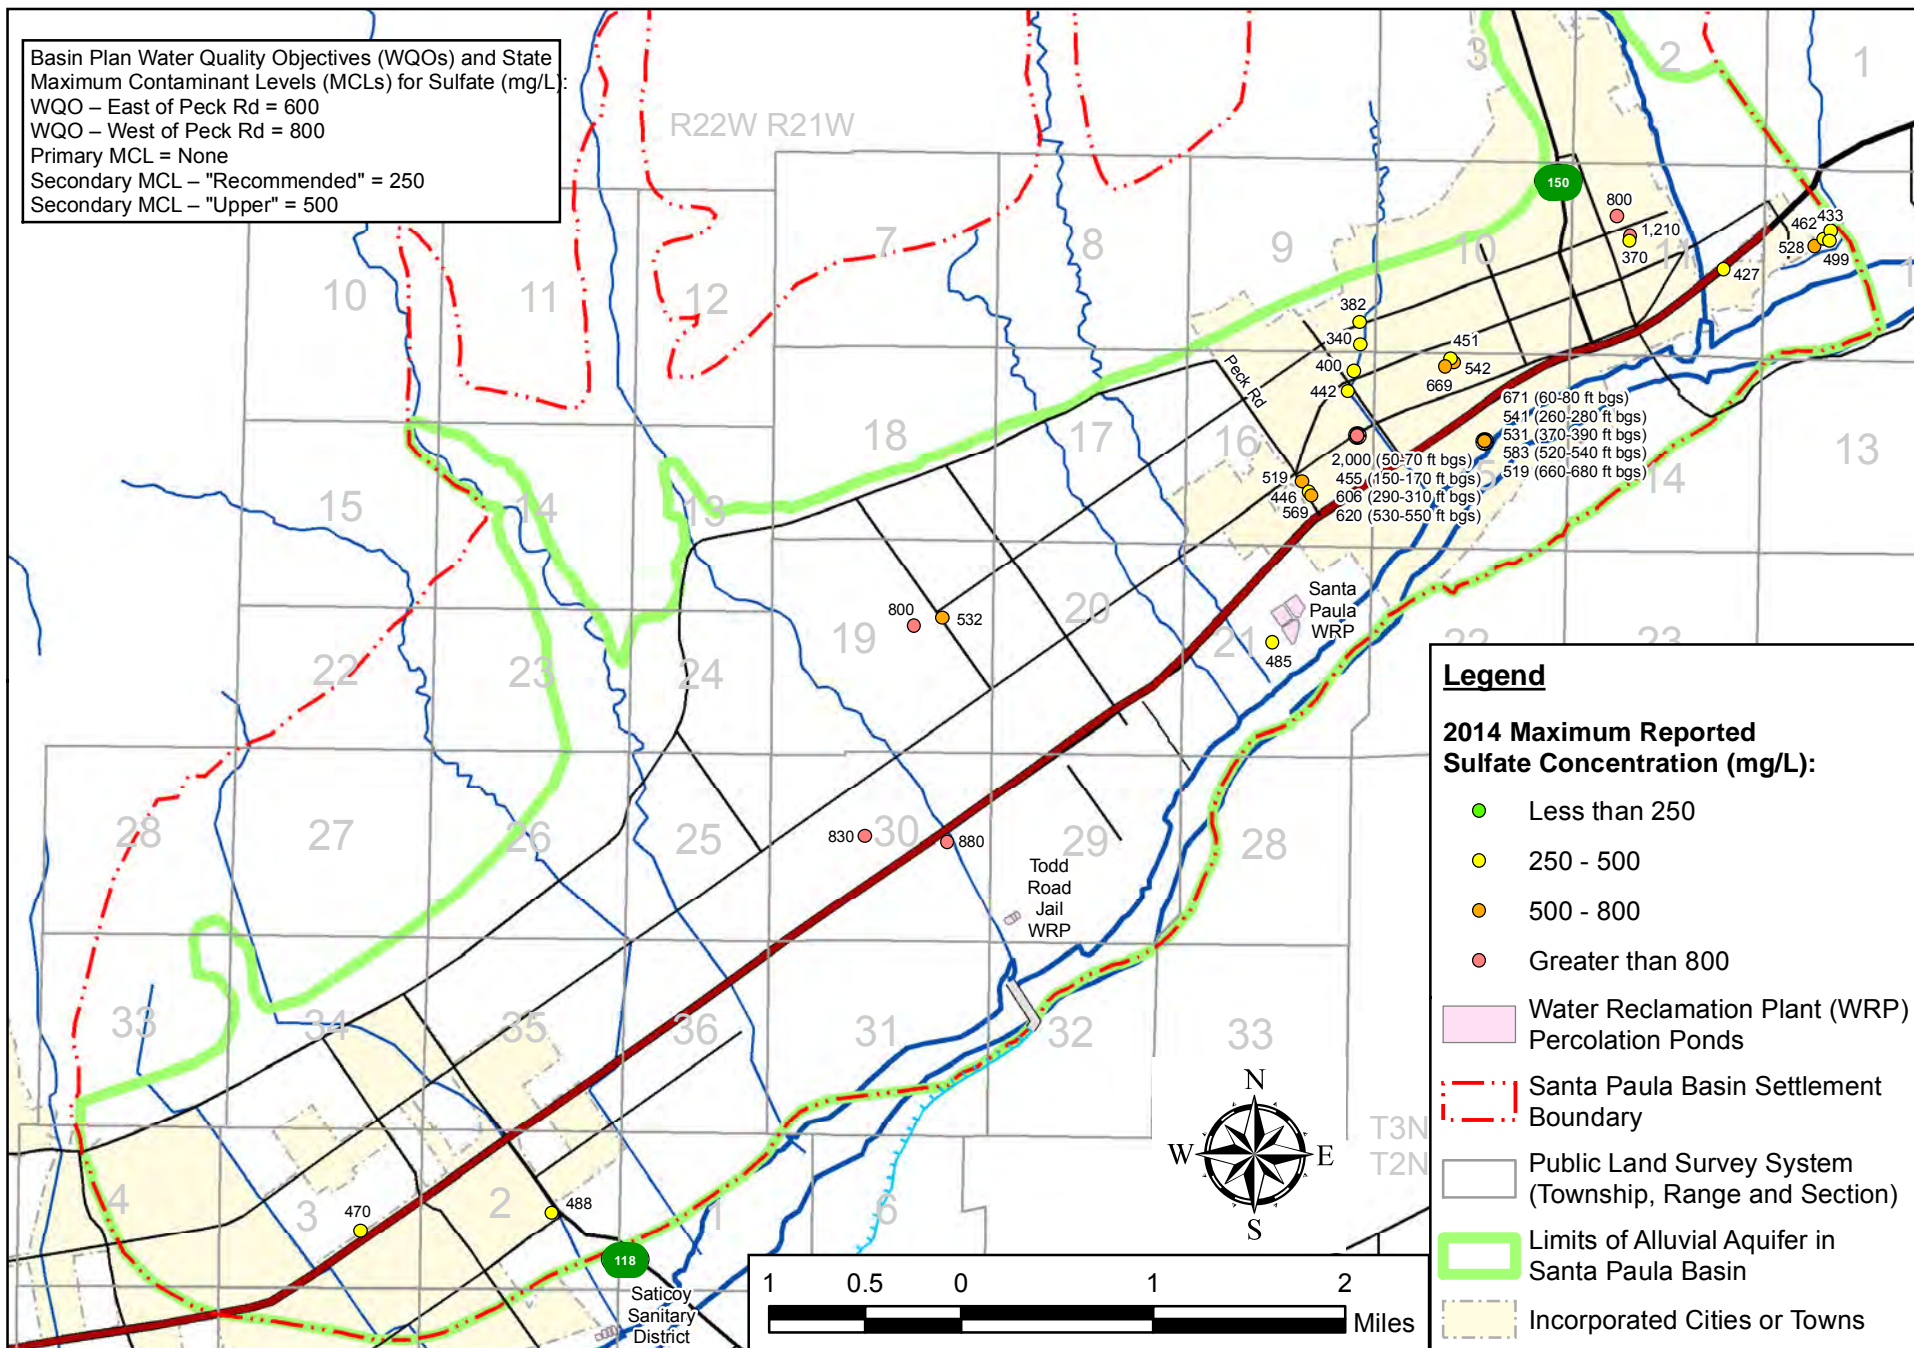 Basin Plan Water Quality Objectives (WQOs) and State
Maximum Contaminant Levels (MCLs) for Sulfate (mg/L):
WQO – East of Peck Rd = 600
WQO – West of Peck Rd = 800
Primary MCL = None
Secondary MCL – "Recommended" = 250
Secondary MCL – "Upper" = 500
R22W R21W
3
2
1
150
800
1,210
370
462
433
528
499
427
7
8
9
10
11
1
10
11
12
382
340
400
442
451
542
669
Peck Rd
671 (60-80 ft bgs)
541 (260-280 ft bgs)
531 (370-390 ft bgs)
583 (520-540 ft bgs)
519 (660-680 ft bgs)
18
17
16
15
14
13
2,000 (50-70 ft bgs)
455 (150-170 ft bgs)
606 (290-310 ft bgs)
620 (530-550 ft bgs)
519
446
569
15
14
13
800
532
19
20
21
22
23
Santa
Paula
WRP
485
22
23
24
830
30
880
29
28
28
27
26
25
Todd
Road
Jail
WRP
33
34
35
36
31
32
33
N
W
E
S
T3N
T2N
4
3
2
1
6
470
488
118
Saticoy
Sanitary
District
1
0.5
0
1
2
Miles
Legend
2014 Maximum Reported
Sulfate Concentration (mg/L):
Less than 250
250 - 500
500 - 800
Greater than 800
Water Reclamation Plant (WRP)
Percolation Ponds
Santa Paula Basin Settlement
Boundary
Public Land Survey System
(Township, Range and Section)
Limits of Alluvial Aquifer in
Santa Paula Basin
Incorporated Cities or Towns